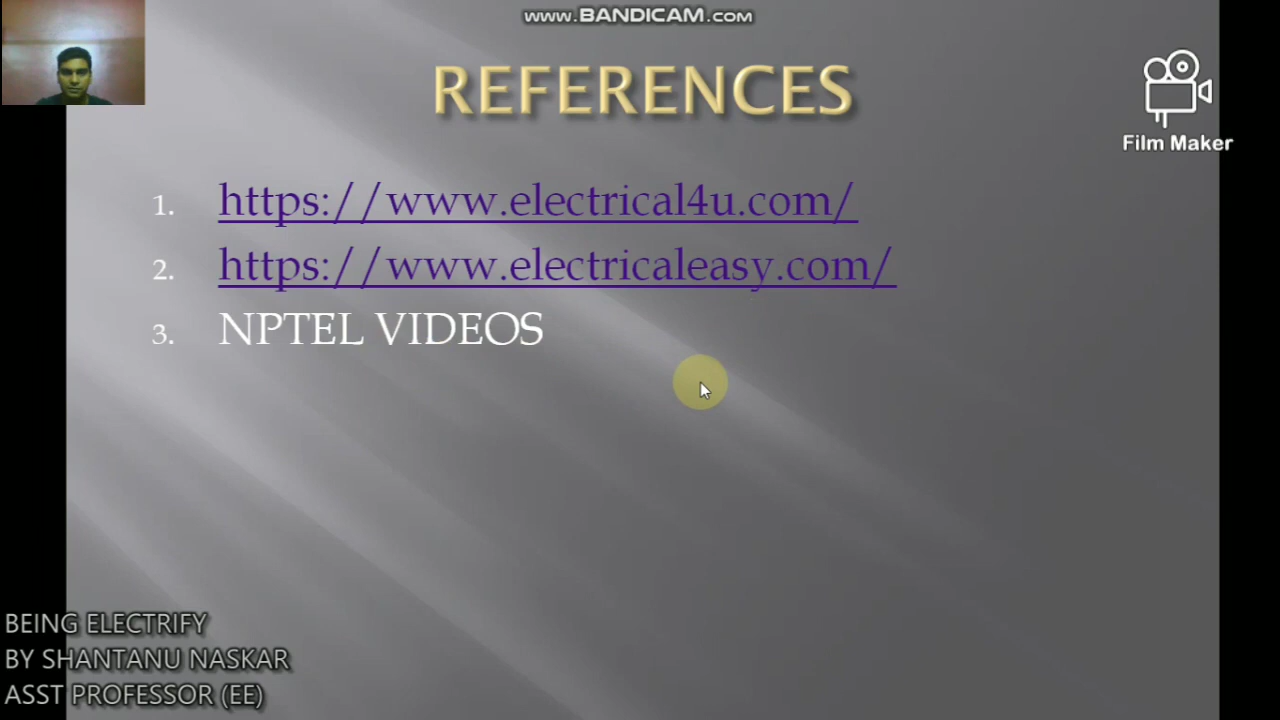 www.BANDICAM.com
REFERENCES
Film Maker
1. https://www.electrical4u.com/
2. https://www.electricaleasy.com/
3. NPTEL VIDEOS
BEING ELECTRIFY
BY SHANTANU NASKAR
ASST PROFESSOR (EE)